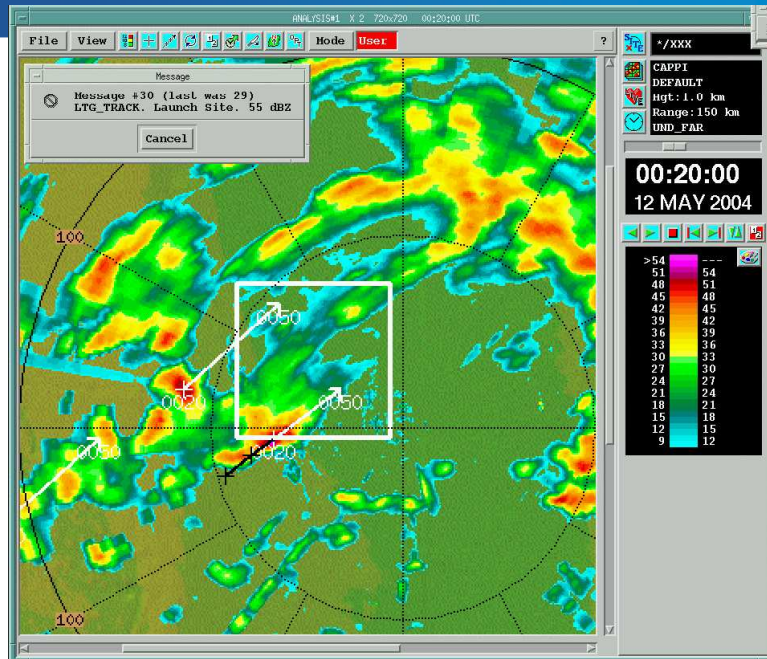 ANALYSIS#1 X 2 720x720 00:20:00 UTC
File View Mode User ?
Message
Message #30 (last was 29)
LTG_TRACK. Launch Site. 55 dBZ
Cancel
100
0050
0020
0050
0050
0020
100
SITE */XXX
CAPPI
DEFAULT
Hgt:1.0 km
Range:150 km
UND_FAR
00:20:00
12 MAY 2004
>54 ---
51 54
48 51
45 48
42 45
39 42
36 39
33 36
30 33
27 30
24 27
21 24
18 21
15 18
12 15
9 12